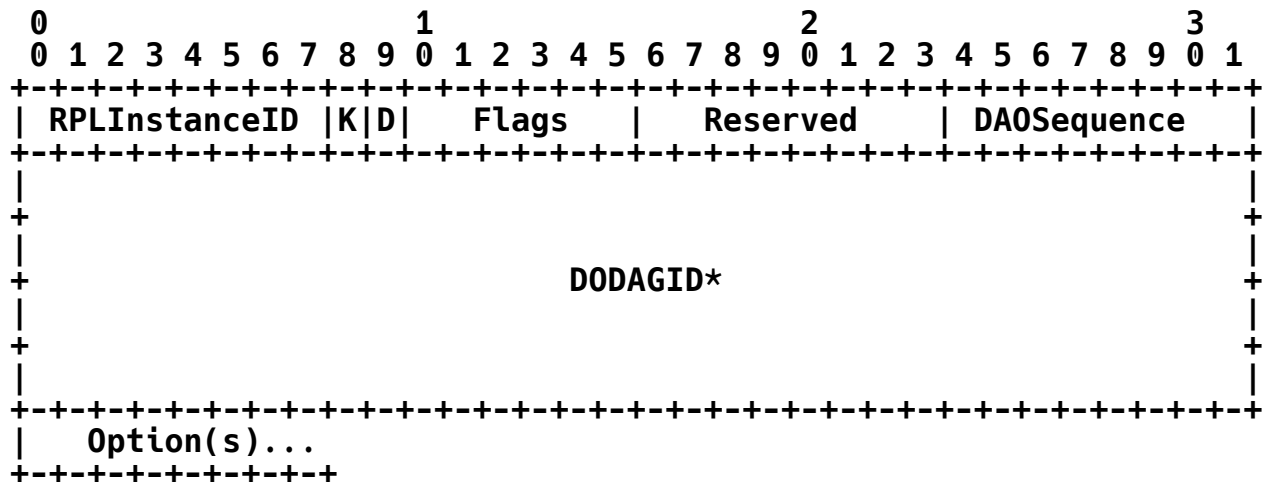 0                   1                   2                   3
 0 1 2 3 4 5 6 7 8 9 0 1 2 3 4 5 6 7 8 9 0 1 2 3 4 5 6 7 8 9 0 1
+-+-+-+-+-+-+-+-+-+-+-+-+-+-+-+-+-+-+-+-+-+-+-+-+-+-+-+-+-+-+-+-+
| RPLInstanceID |K|D|   Flags   |   Reserved    | DAOSequence   |
+-+-+-+-+-+-+-+-+-+-+-+-+-+-+-+-+-+-+-+-+-+-+-+-+-+-+-+-+-+-+-+-+
|                                                               |
+                                                               +
|                                                               |
+                            DODAGID*                           +
|                                                               |
+                                                               +
|                                                               |
+-+-+-+-+-+-+-+-+-+-+-+-+-+-+-+-+-+-+-+-+-+-+-+-+-+-+-+-+-+-+-+-+
|   Option(s)...
+-+-+-+-+-+-+-+-+